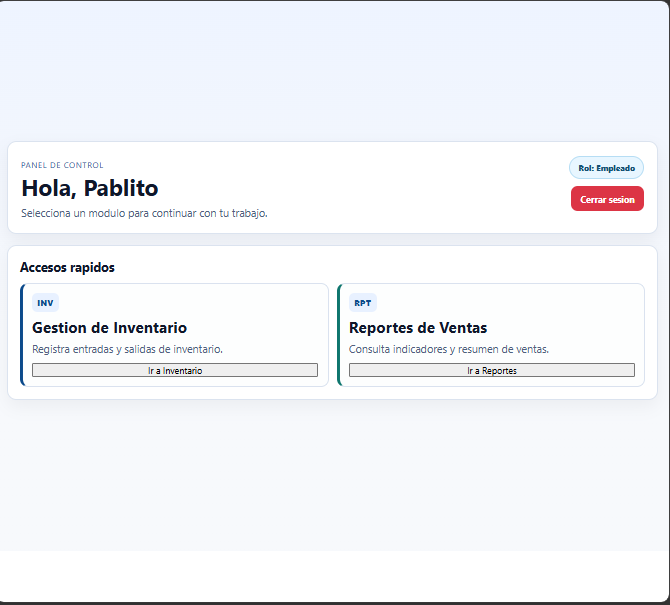 PANEL DE CONTROL
Hola, Pablito
Selecciona un modulo para continuar con tu trabajo.
Rol: Empleado
Cerrar sesion
Accesos rapidos
INV
Gestion de Inventario
Registra entradas y salidas de inventario.
Ir a Inventario
RPT
Reportes de Ventas
Consulta indicadores y resumen de ventas.
Ir a Reportes